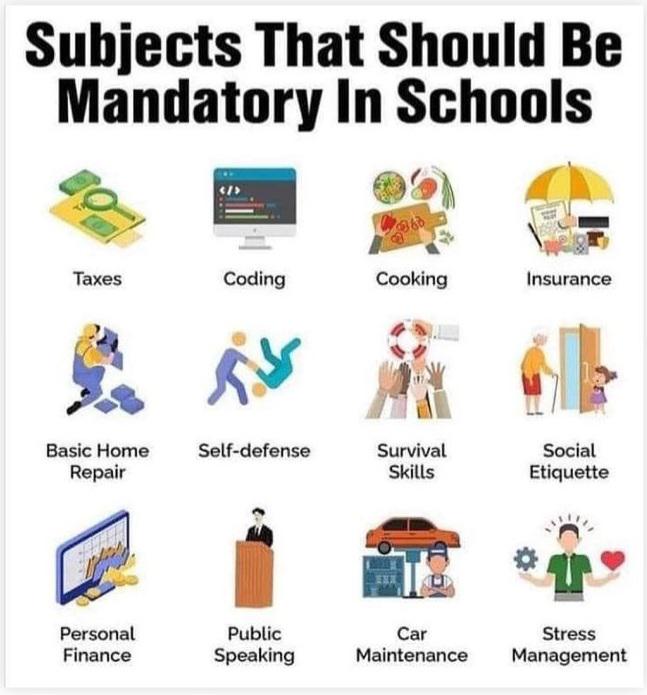 Subjects That Should Be
Mandatory In Schools
Taxes
Coding
Cooking
Insurance
Basic Home
Repair
Self-defense
Survival
Skills
Social
Etiquette
Personal
Finance
Public
Speaking
Car
Maintenance
Stress
Management